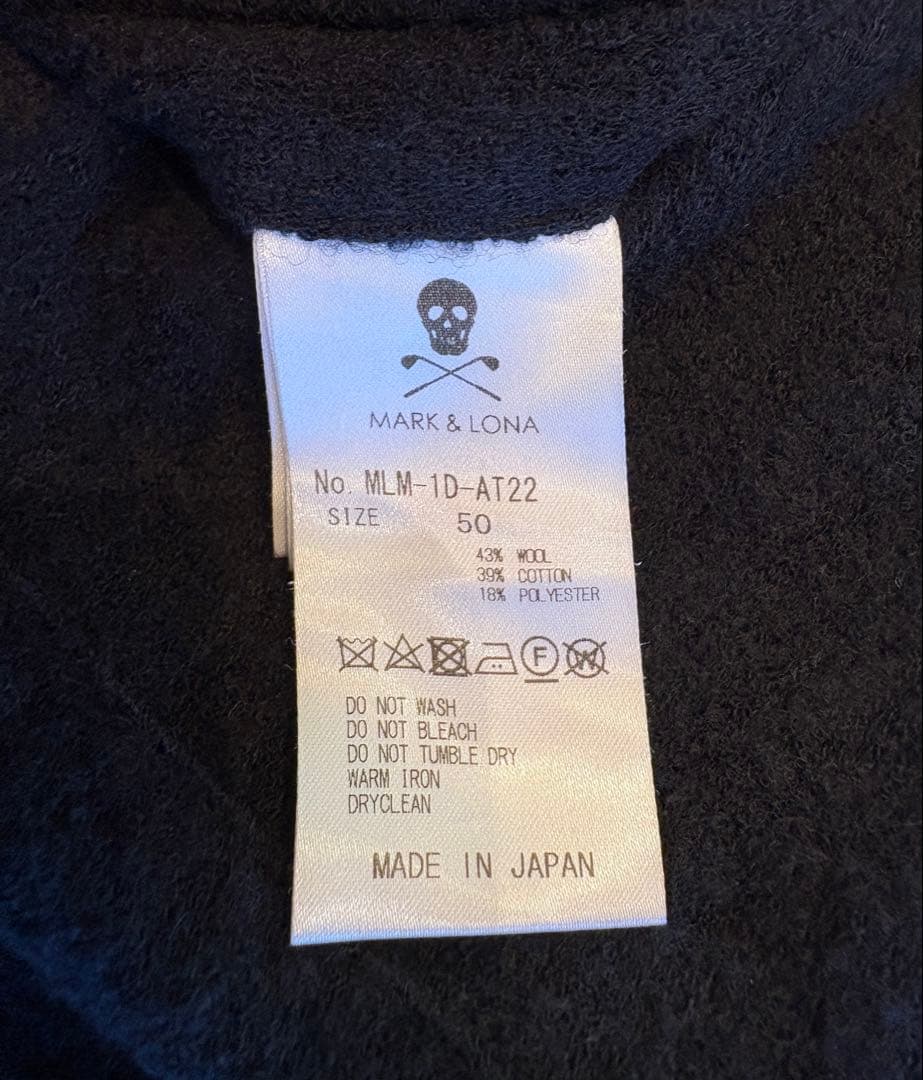 MARK & LONA
No. MLM-1D-AT22
SIZE 50
43% WOOL
39% COTTON
18% POLYESTER
F W
DO NOT WASH
DO NOT BLEACH
DO NOT TUMBLE DRY
WARM IRON
DRYCLEAN
MADE IN JAPAN